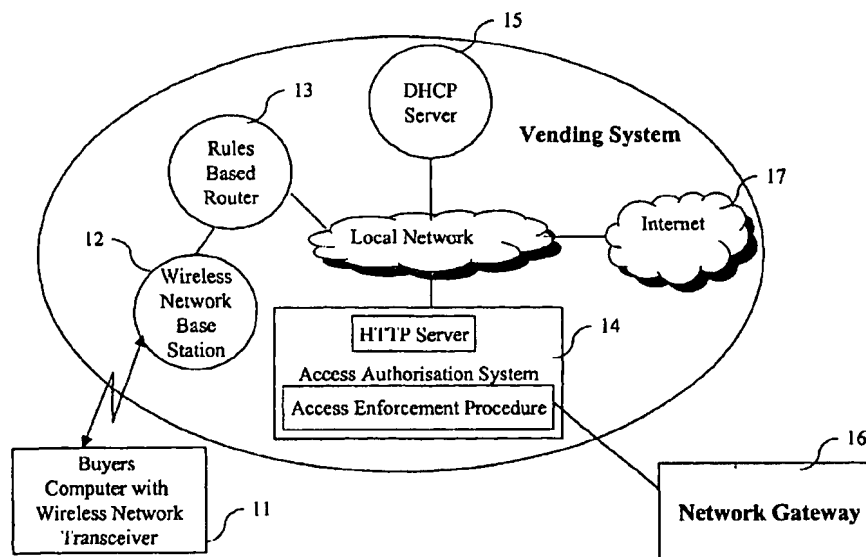 15
DHCP
Server
Vending System
13
Rules
Based
Router
17
Internet
Local Network
12
Wireless
Network
Base
Station
14
HTTP Server
Access Authorisation System
Access Enforcement Procedure
16
Network Gateway
Buyers
Computer with
Wireless Network
Transceiver
11